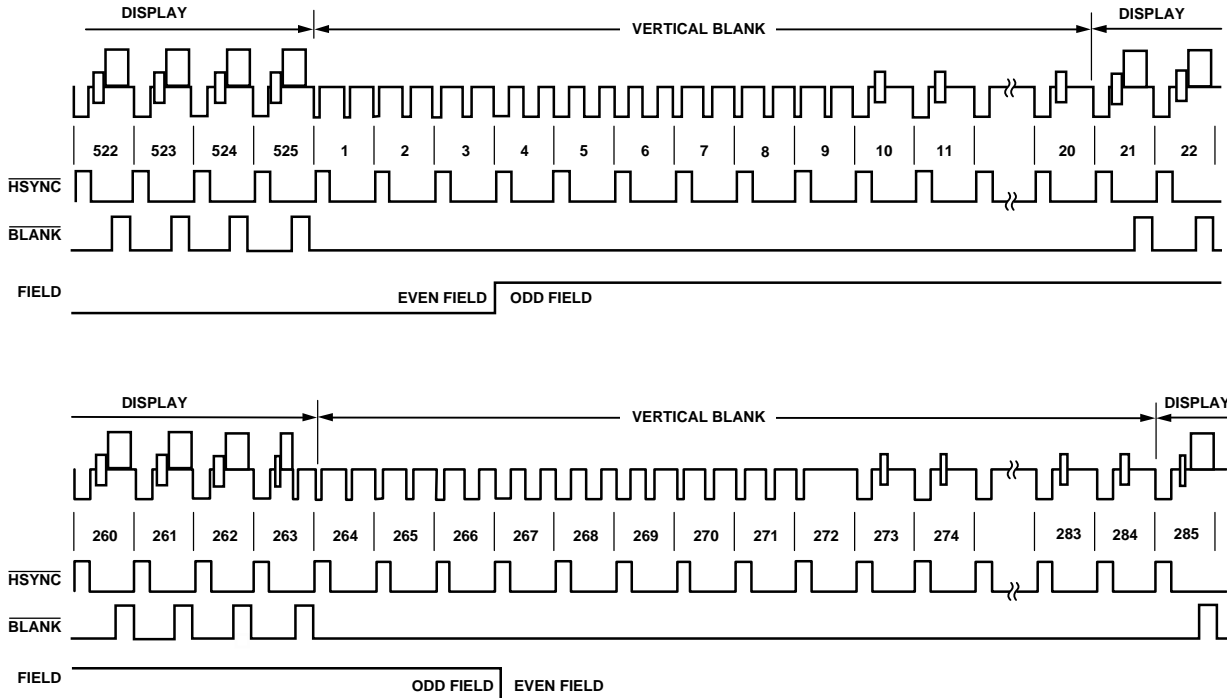 DISPLAY VERTICAL BLANK DISPLAY
522 523 524 525 1 2 3 4 5 6 7 8 9 10 11 20 21 22
HSYNC
BLANK
FIELD EVEN FIELD ODD FIELD
DISPLAY VERTICAL BLANK DISPLAY
260 261 262 263 264 265 266 267 268 269 270 271 272 273 274 283 284 285
HSYNC
BLANK
FIELD ODD FIELD EVEN FIELD